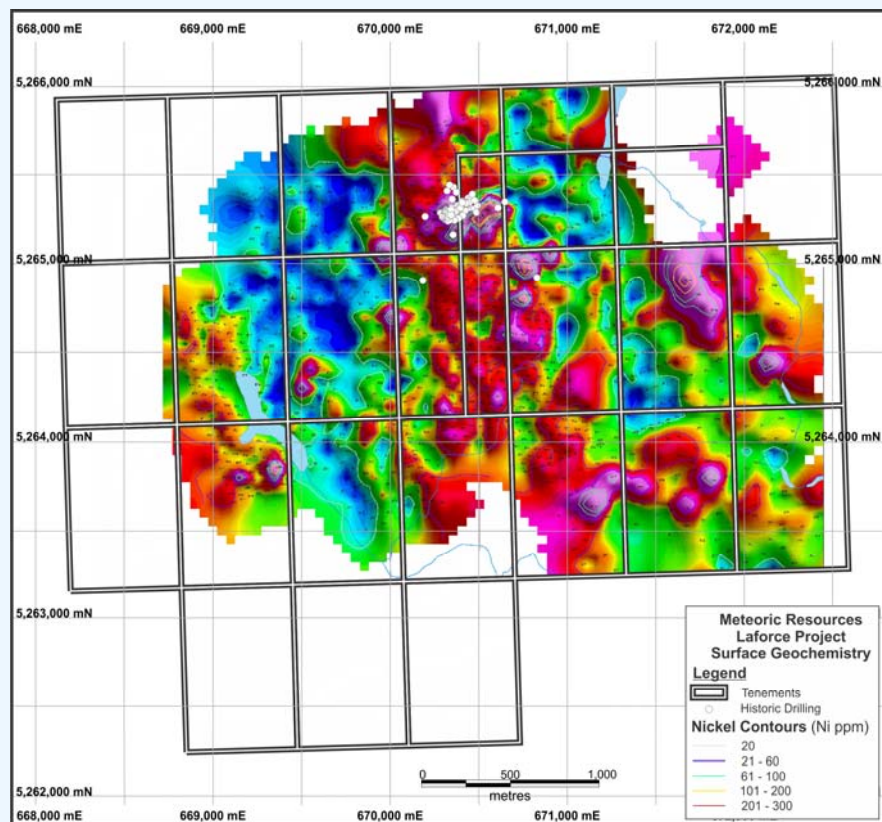 668,000 mE 669,000 mE 670,000 mE 671,000 mE 672,000 mE
5,266,000 mN 5,266,000 mN
5,265,000 mN 5,265,000 mN
5,264,000 mN 5,264,000 mN
5,263,000 mN
5,262,000 mN
668,000 mE 669,000 mE 670,000 mE 671,000 mE
0 500 1,000
metres
Meteoric Resources
Laforce Project
Surface Geochemistry
Legend
Tenements
Historic Drilling
Nickel Contours (Ni ppm)
20
21 - 60
61 - 100
101 - 200
201 - 300